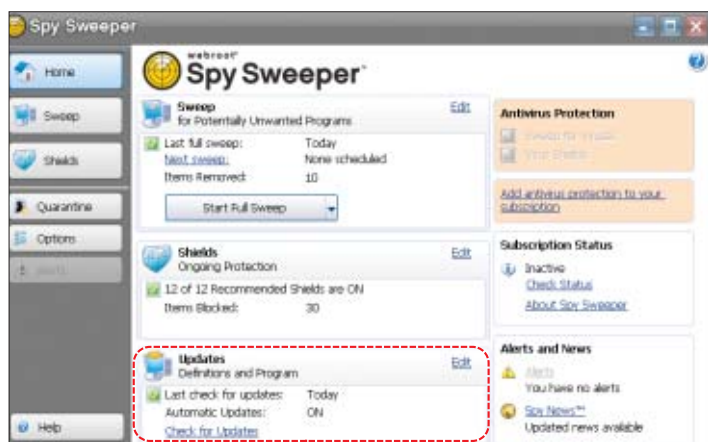 Spy Sweeper
Home
Sweep
Shields
Quarantine
Options
Alerts
Help
webroot
Spy Sweeper
Sweep
for Potentially Unwanted Programs
Edit
Last full sweep: Today
Next sweep: None scheduled
Items Removed: 10
Start Full Sweep
Shields
Ongoing Protection
Edit
12 of 12 Recommended Shields are ON
Items Blocked: 30
Updates
Definitions and Program
Edit
Last check for updates: Today
Automatic Updates: ON
Check for Updates
Antivirus Protection
Add antivirus protection to your
subscription
Subscription Status
Inactive
Check Status
About Spy Sweeper
Alerts and News
Alerts
You have no alerts
Spy News™
Updated news available